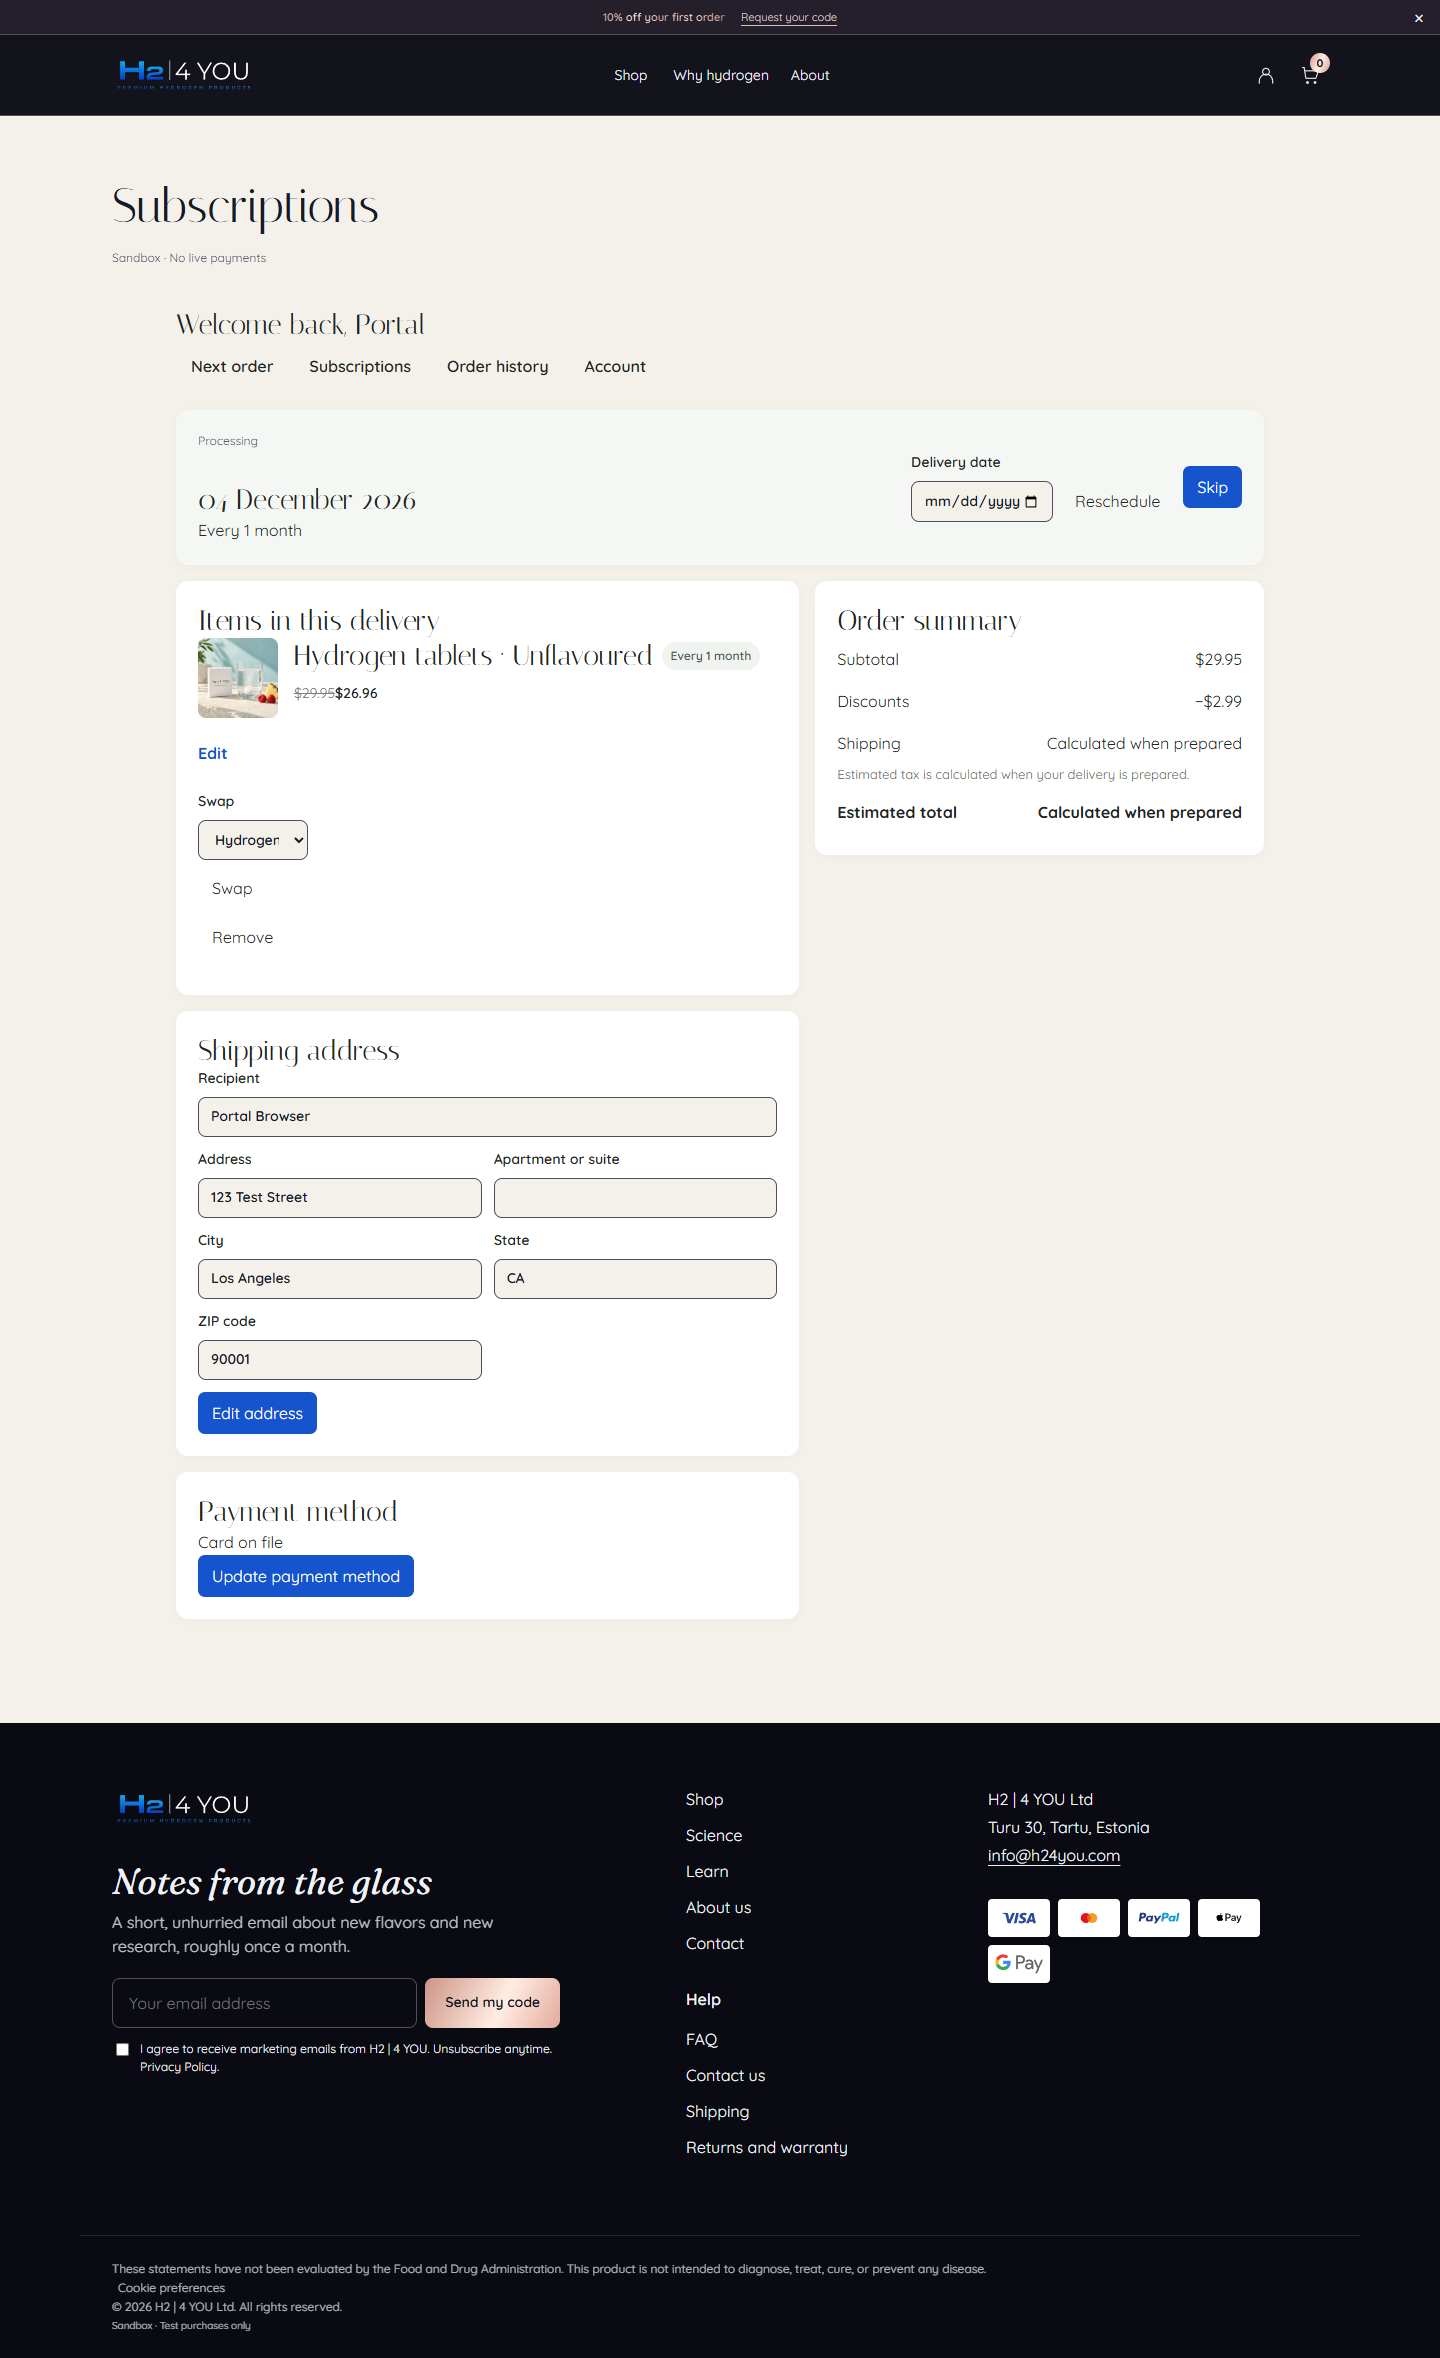 10% off your first order Request your code ×
H2 | 4 YOU
PREMIUM HYDROGEN PRODUCTS
Shop Why hydrogen About
0
Subscriptions
Sandbox · No live payments
Welcome back, Portal
Next order Subscriptions Order history Account
Processing
04 December 2026
Every 1 month
Delivery date
mm/dd/yyyy
Reschedule
Skip
Items in this delivery
Hydrogen tablets · Unflavoured Every 1 month
$29.95$26.96
Edit
Swap
Hydrogen
Swap
Remove
Order summary
Subtotal $29.95
Discounts −$2.99
Shipping Calculated when prepared
Estimated tax is calculated when your delivery is prepared.
Estimated total Calculated when prepared
Shipping address
Recipient
Portal Browser
Address Apartment or suite
123 Test Street
City State
Los Angeles CA
ZIP code
90001
Edit address
Payment method
Card on file
Update payment method
H2 | 4 YOU
PREMIUM HYDROGEN PRODUCTS
Notes from the glass
A short, unhurried email about new flavors and new
research, roughly once a month.
Your email address Send my code
I agree to receive marketing emails from H2 | 4 YOU. Unsubscribe anytime.
Privacy Policy.
Shop
Science
Learn
About us
Contact
Help
FAQ
Contact us
Shipping
Returns and warranty
H2 | 4 YOU Ltd
Turu 30, Tartu, Estonia
info@h24you.com
VISA PayPal Pay
G Pay
These statements have not been evaluated by the Food and Drug Administration. This product is not intended to diagnose, treat, cure, or prevent any disease.
Cookie preferences
© 2026 H2 | 4 YOU Ltd. All rights reserved.
Sandbox · Test purchases only